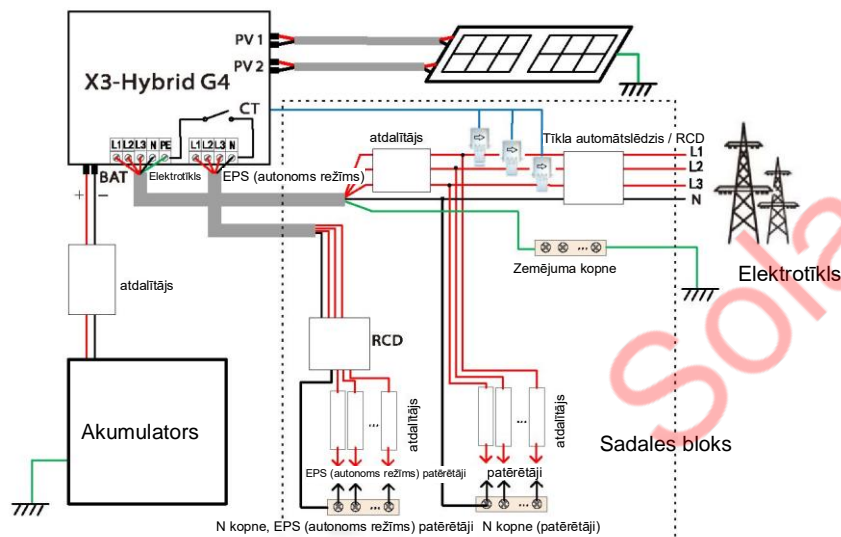 PV 1
PV 2
X3-Hybrid G4
CT
L1 L2 L3 N PE
L1 L2 L3 N
BAT
Elektrotīkls
EPS (autonoms režīms)
+ −
atdalītājs
Akumulators
atdalītājs
Tīkla automātslēdzis / RCD
L1
L2
L3
N
Zemējuma kopne
Elektrotīkls
RCD
...
atdalītājs
...
atdalītājs
EPS (autonoms režīms) patērētāji
patērētāji
...
...
...
Sadales bloks
N kopne, EPS (autonoms režīms) patērētāji
N kopne (patērētāji)
Sola